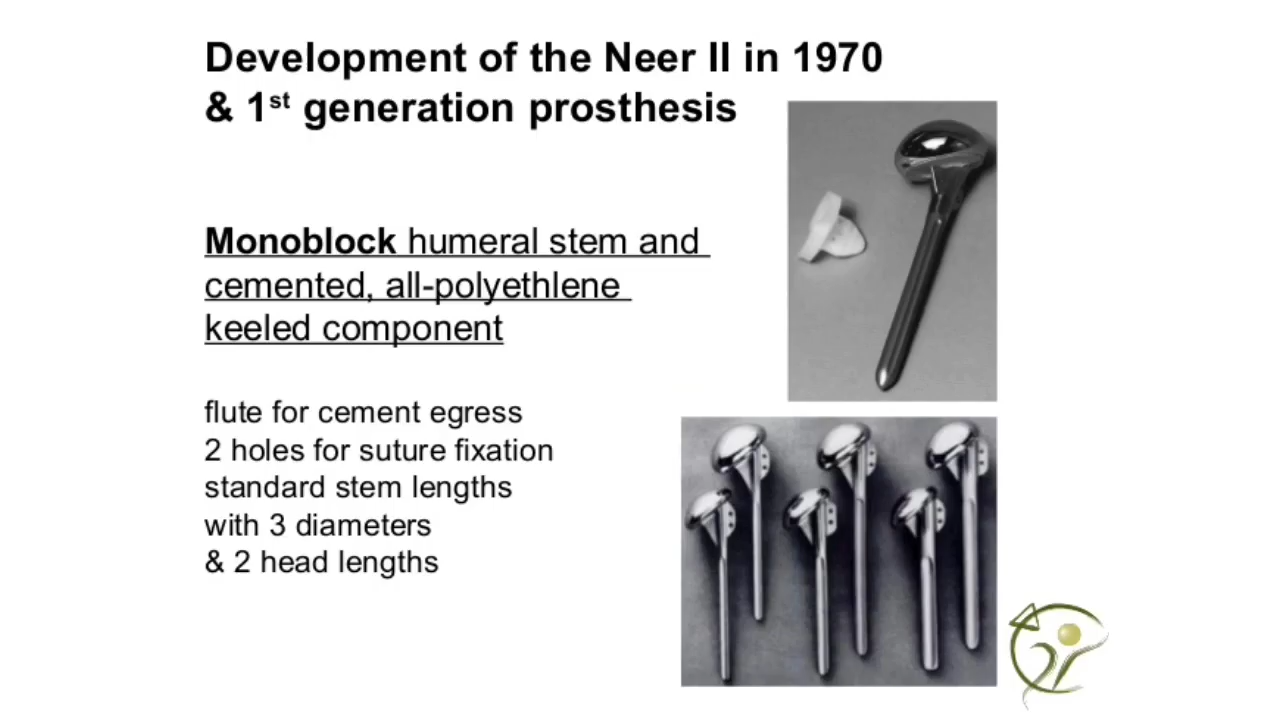 Development of the Neer II in 1970
& 1st generation prosthesis
Monoblock humeral stem and
cemented, all-polyethlene
keeled component
flute for cement egress
2 holes for suture fixation
standard stem lengths
with 3 diameters
& 2 head lengths